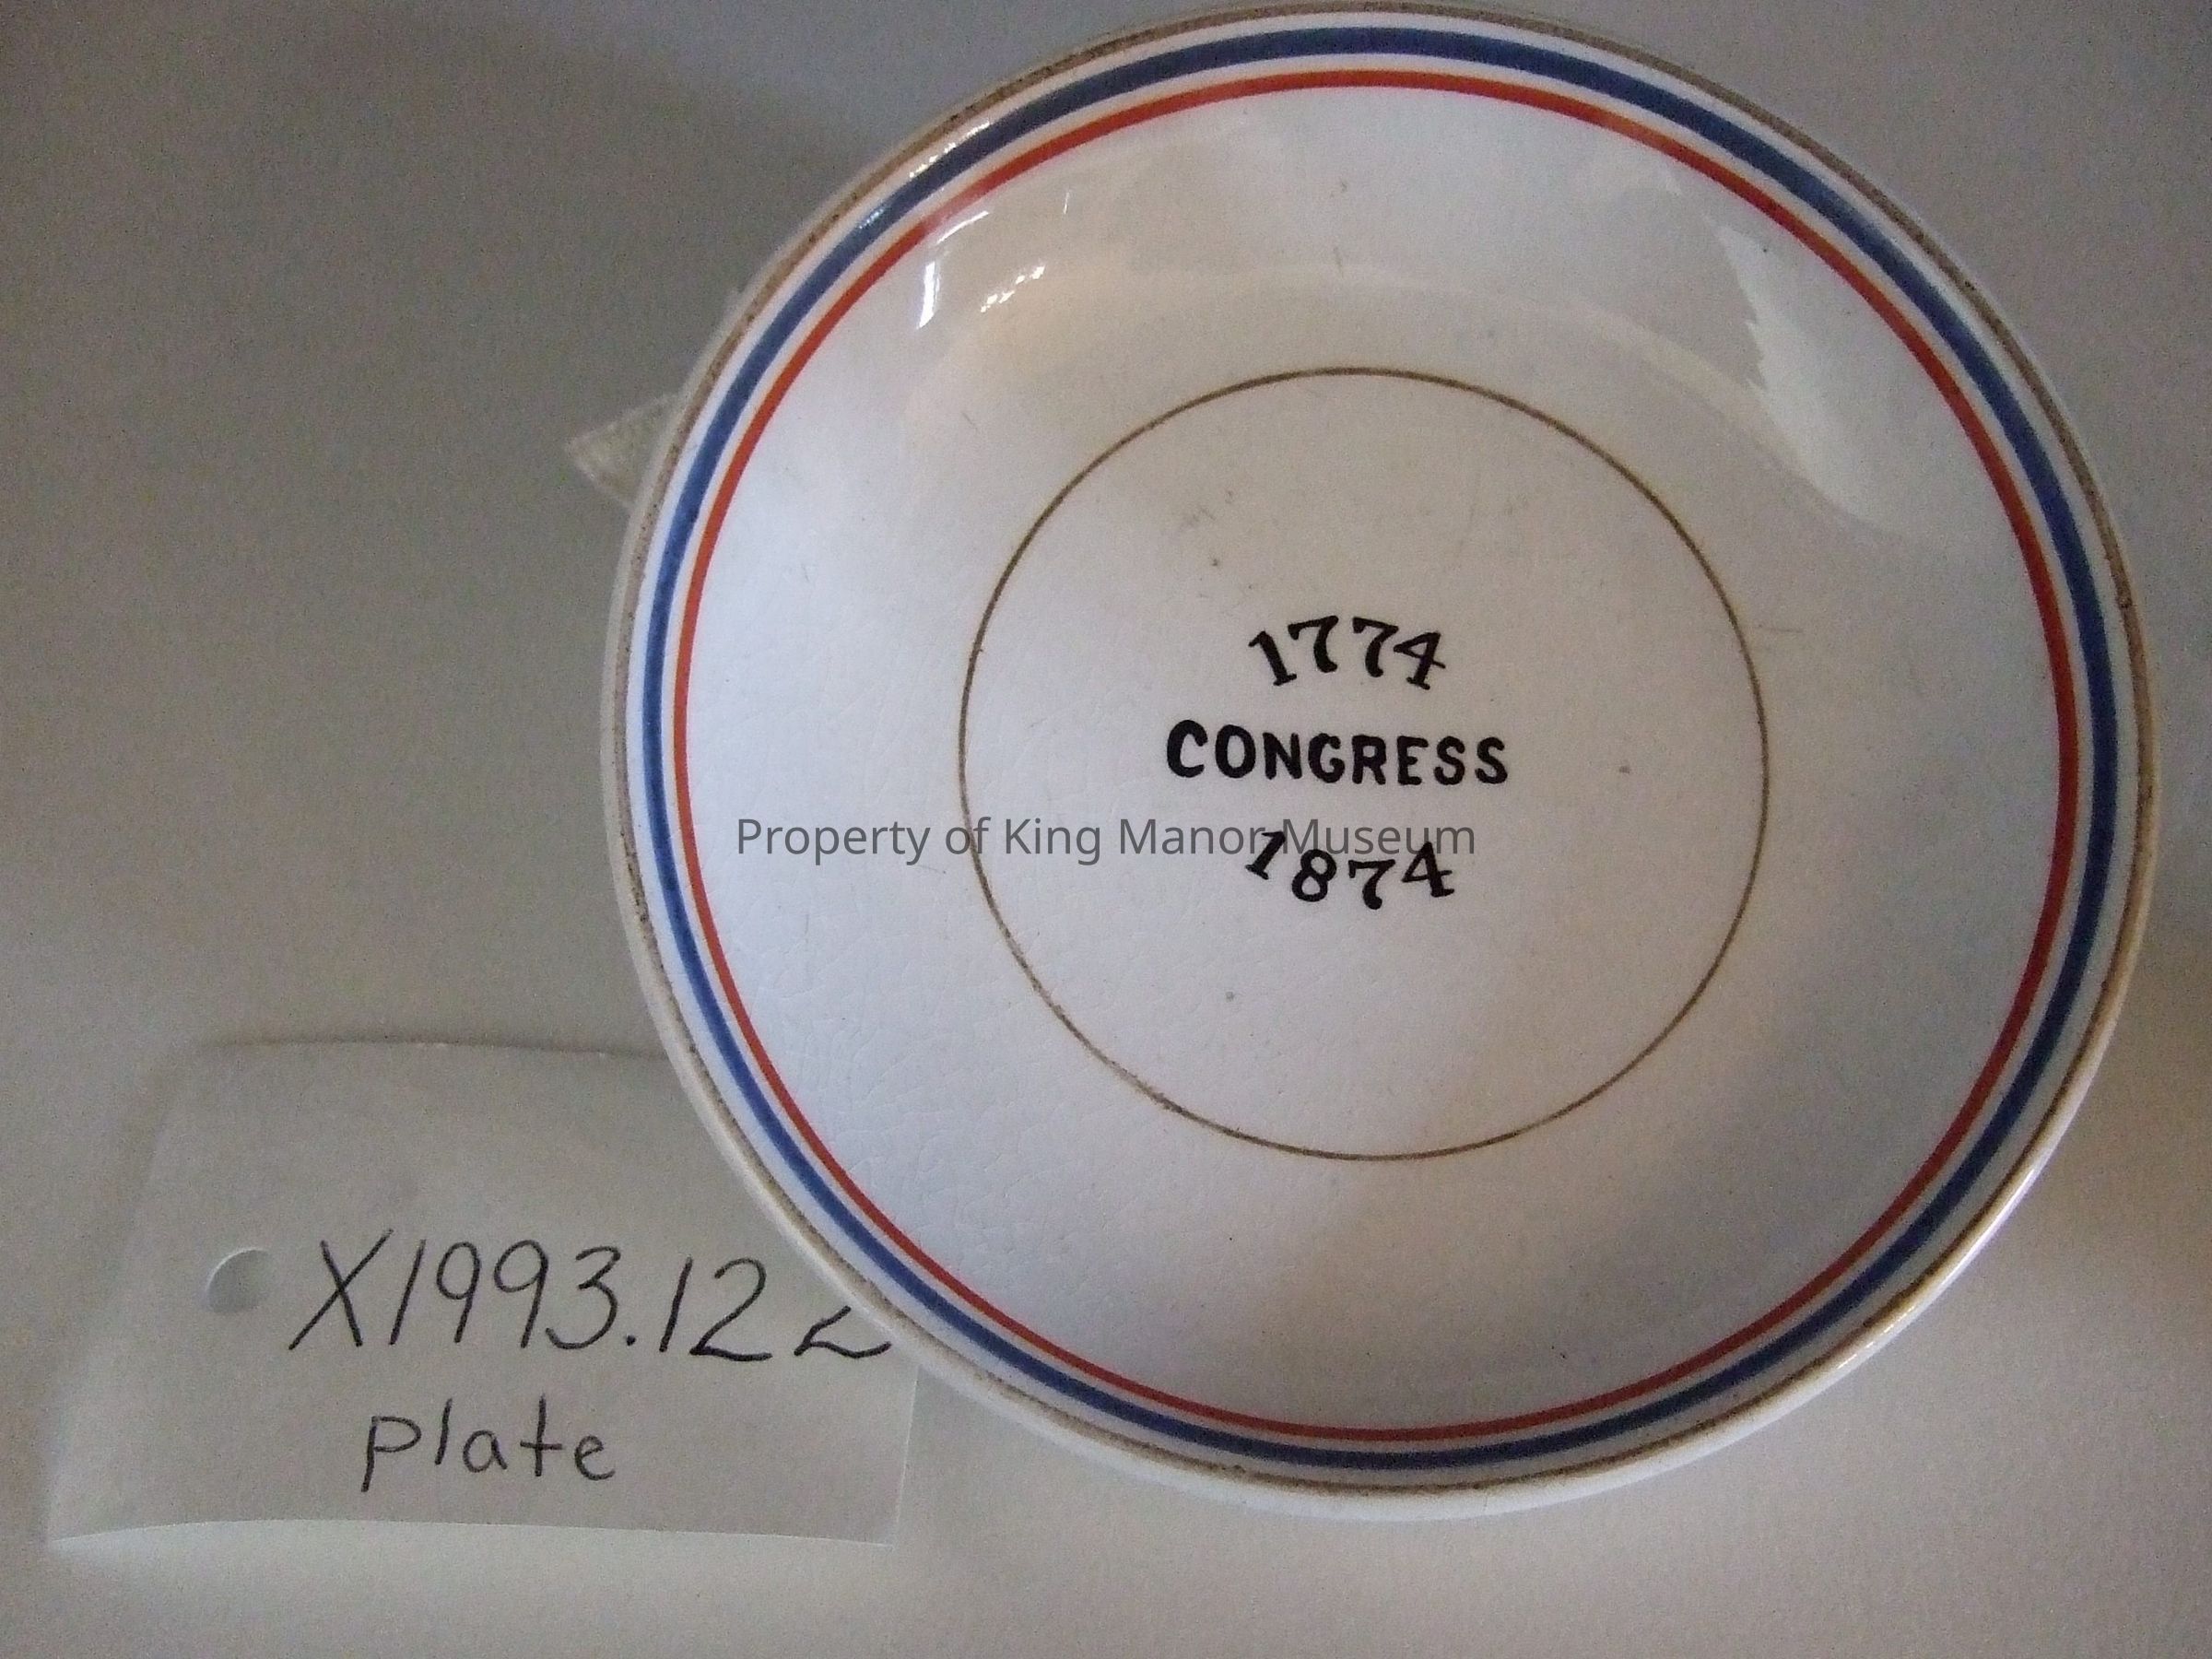 1774
CONGRESS
1874
Property of King Manor Museum
X1993.122
plate